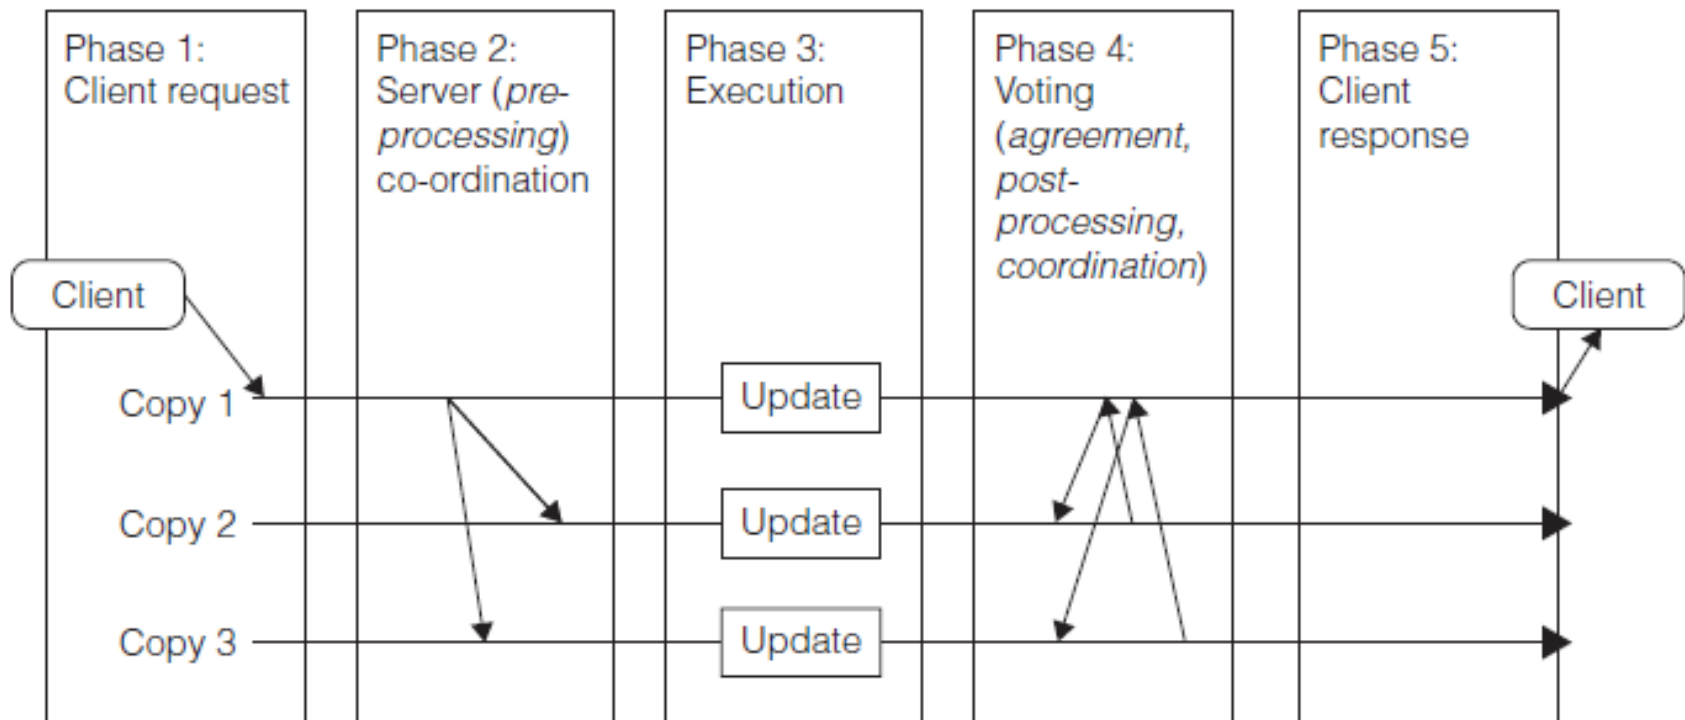 Phase 1:
Client request
Phase 2:
Server (pre-
processing)
co-ordination
Phase 3:
Execution
Phase 4:
Voting
(agreement,
post-
processing,
coordination)
Phase 5:
Client
response
Client
Client
Copy 1
Update
Copy 2
Update
Copy 3
Update